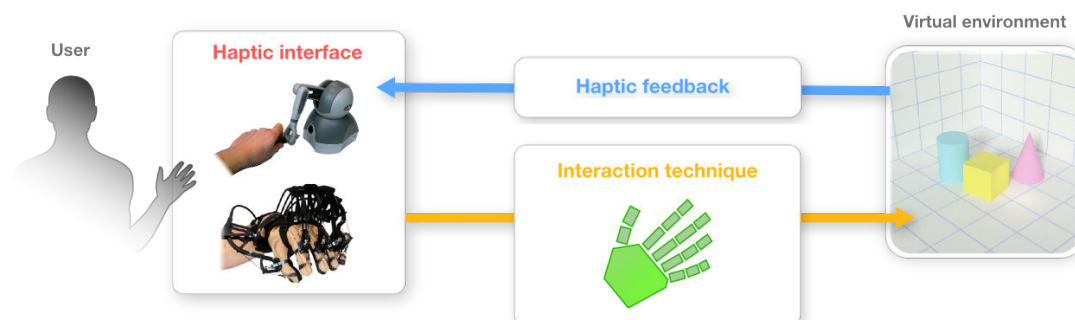 User
Haptic interface
Haptic feedback
Interaction technique
Virtual environment